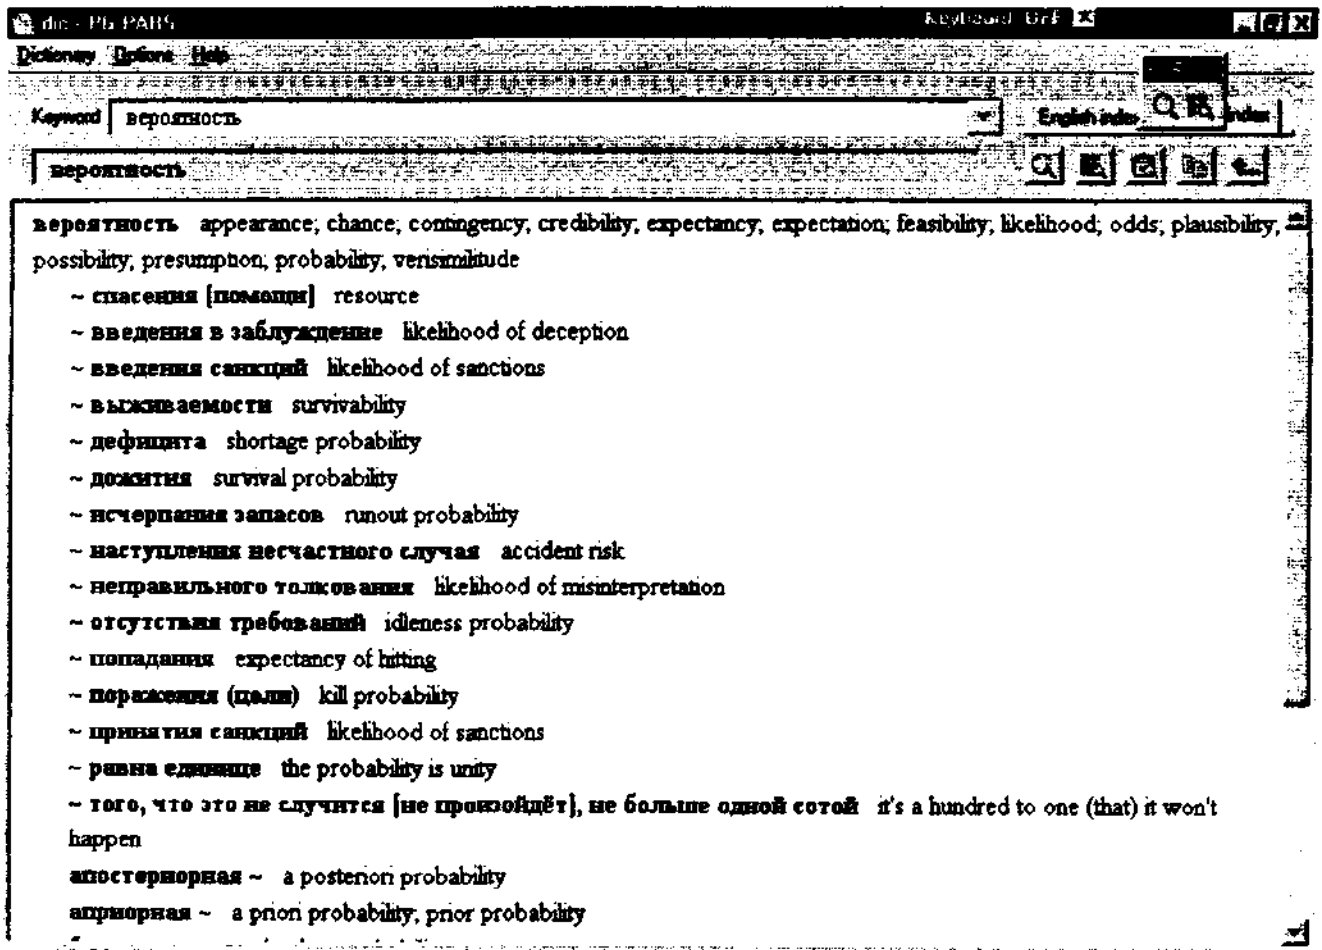 dic - PG-PARS Keyboard OFF
Dictionary Options Help
Keyword вероятность English index index
вероятность
вероятность appearance; chance; contingency; credibility; expectancy; expectation; feasibility; likelihood; odds; plausibility;
possibility; presumption; probability; verisimilitude
~ спасения [помощи] resource
~ введения в заблуждение likelihood of deception
~ введения санкций likelihood of sanctions
~ выживаемости survivability
~ дефицита shortage probability
~ дожития survival probability
~ исчерпания запасов runout probability
~ наступления несчастного случая accident risk
~ неправильного толкования likelihood of misinterpretation
~ отсутствия требований idleness probability
~ попадания expectancy of hitting
~ поражения (цели) kill probability
~ принятия санкций likelihood of sanctions
~ равна единице the probability is unity
~ того, что это не случится [не произойдёт], не больше одной сотой it's a hundred to one (that) it won't
happen
апостериорная ~ a posteriori probability
априорная ~ a priori probability; prior probability